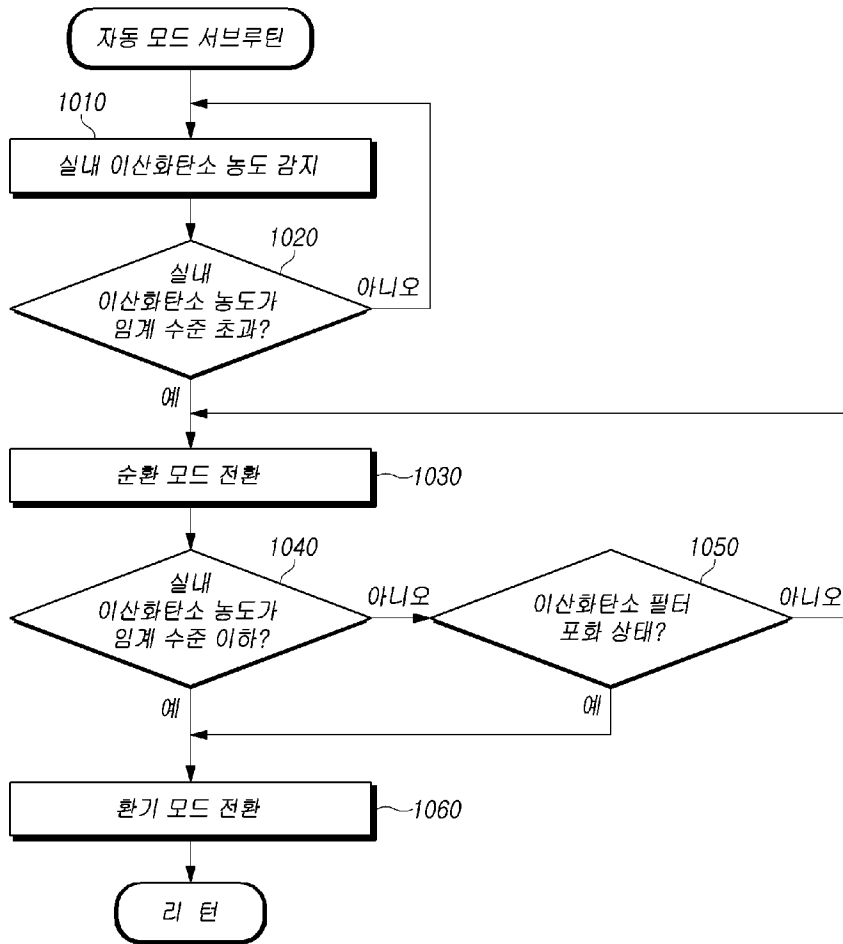 자동 모드 서브루틴
1010
실내 이산화탄소 농도 감지
1020
실내
이산화탄소 농도가
임계 수준 초과?
아니오
예
순환 모드 전환
1030
1040
실내
이산화탄소 농도가
임계 수준 이하?
아니오
예
1050
이산화탄소 필터
포화 상태?
아니오
예
환기 모드 전환
1060
리 턴